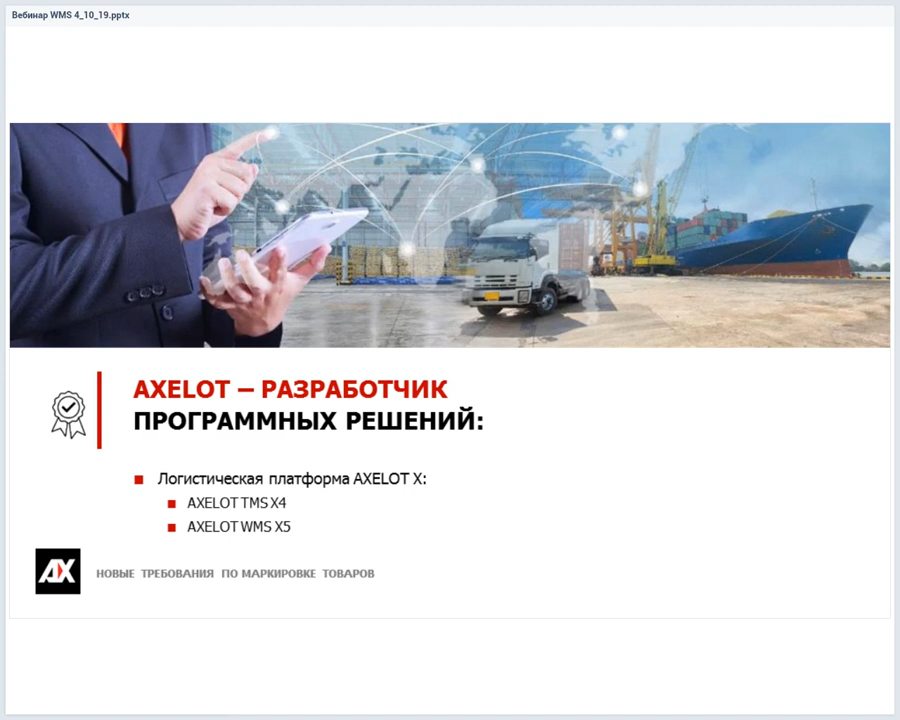 Вебинар WMS 4_10_19.pptx
AXELOT – РАЗРАБОТЧИК
ПРОГРАММНЫХ РЕШЕНИЙ:
Логистическая платформа AXELOT X:
AXELOT TMS X4
AXELOT WMS X5
AX
НОВЫЕ ТРЕБОВАНИЯ ПО МАРКИРОВКЕ ТОВАРОВ